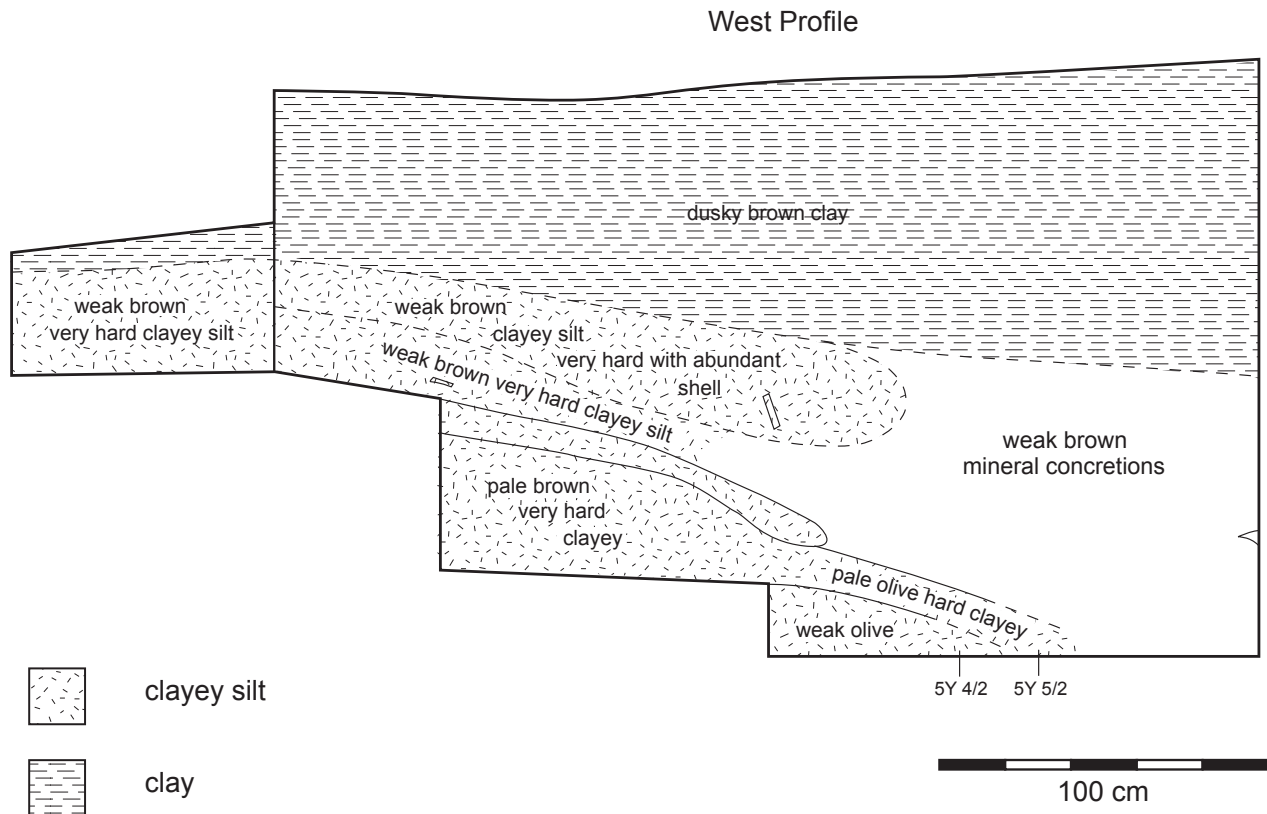 West Profile
dusky brown clay
weak brown
very hard clayey silt
weak brown
clayey silt
very hard with abundant
shell
weak brown very hard clayey silt
weak brown
mineral concretions
pale brown
very hard
clayey
pale olive hard clayey
weak olive
5Y 4/2
5Y 5/2
clayey silt
clay
100 cm